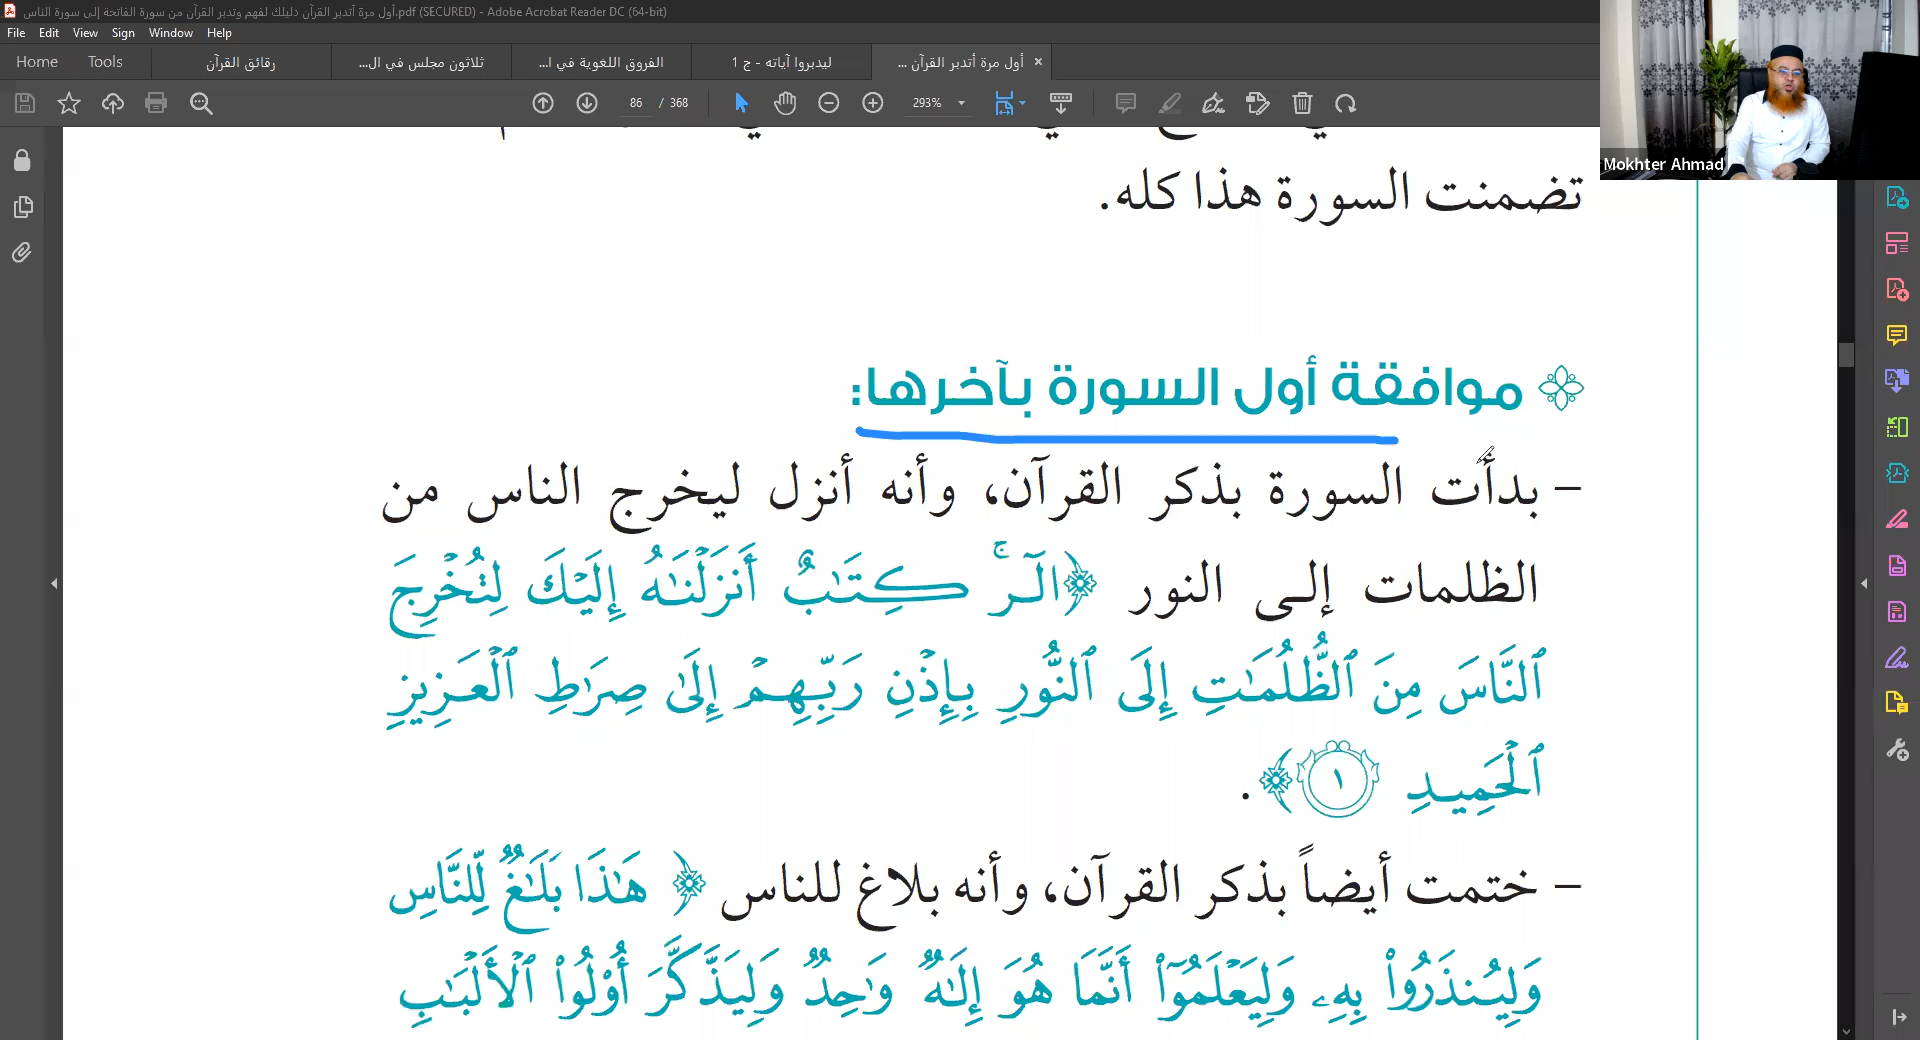 أول مرة أتدبر القرآن دليلك لفهم وتدبر القرآن من سورة الفاتحة إلى سورة الناس.pdf (SECURED) - Adobe Acrobat Reader DC (64-bit)
File Edit View Sign Window Help
Home Tools رقائق القرآن ثلاثون مجلس في ال... الفروق اللغوية في ا... ليدبروا آياته - ج 1 أول مرة أتدبر القرآن ...
86 / 368 293%
Mokhter Ahmad
تضمنت السورة هذا كله.
موافقة أول السورة بآخرها:
– بدأت السورة بذكر القرآن، وأنه أنزل ليخرج الناس من
الظلمات إلى النور ﴿الٓرۚ كِتَٰبٌ أَنزَلْنَٰهُ إِلَيْكَ لِتُخْرِجَ
ٱلنَّاسَ مِنَ ٱلظُّلُمَٰتِ إِلَى ٱلنُّورِ بِإِذْنِ رَبِّهِمْ إِلَىٰ صِرَٰطِ ٱلْعَزِيزِ
ٱلْحَمِيدِ ١﴾.
– ختمت أيضاً بذكر القرآن، وأنه بلاغ للناس ﴿ هَٰذَا بَلَٰغٌ لِّلنَّاسِ
وَلِيُنذَرُوا۟ بِهِۦ وَلِيَعْلَمُوٓا۟ أَنَّمَا هُوَ إِلَٰهٌ وَٰحِدٌ وَلِيَذَّكَّرَ أُو۟لُوا۟ ٱلْأَلْبَٰبِ